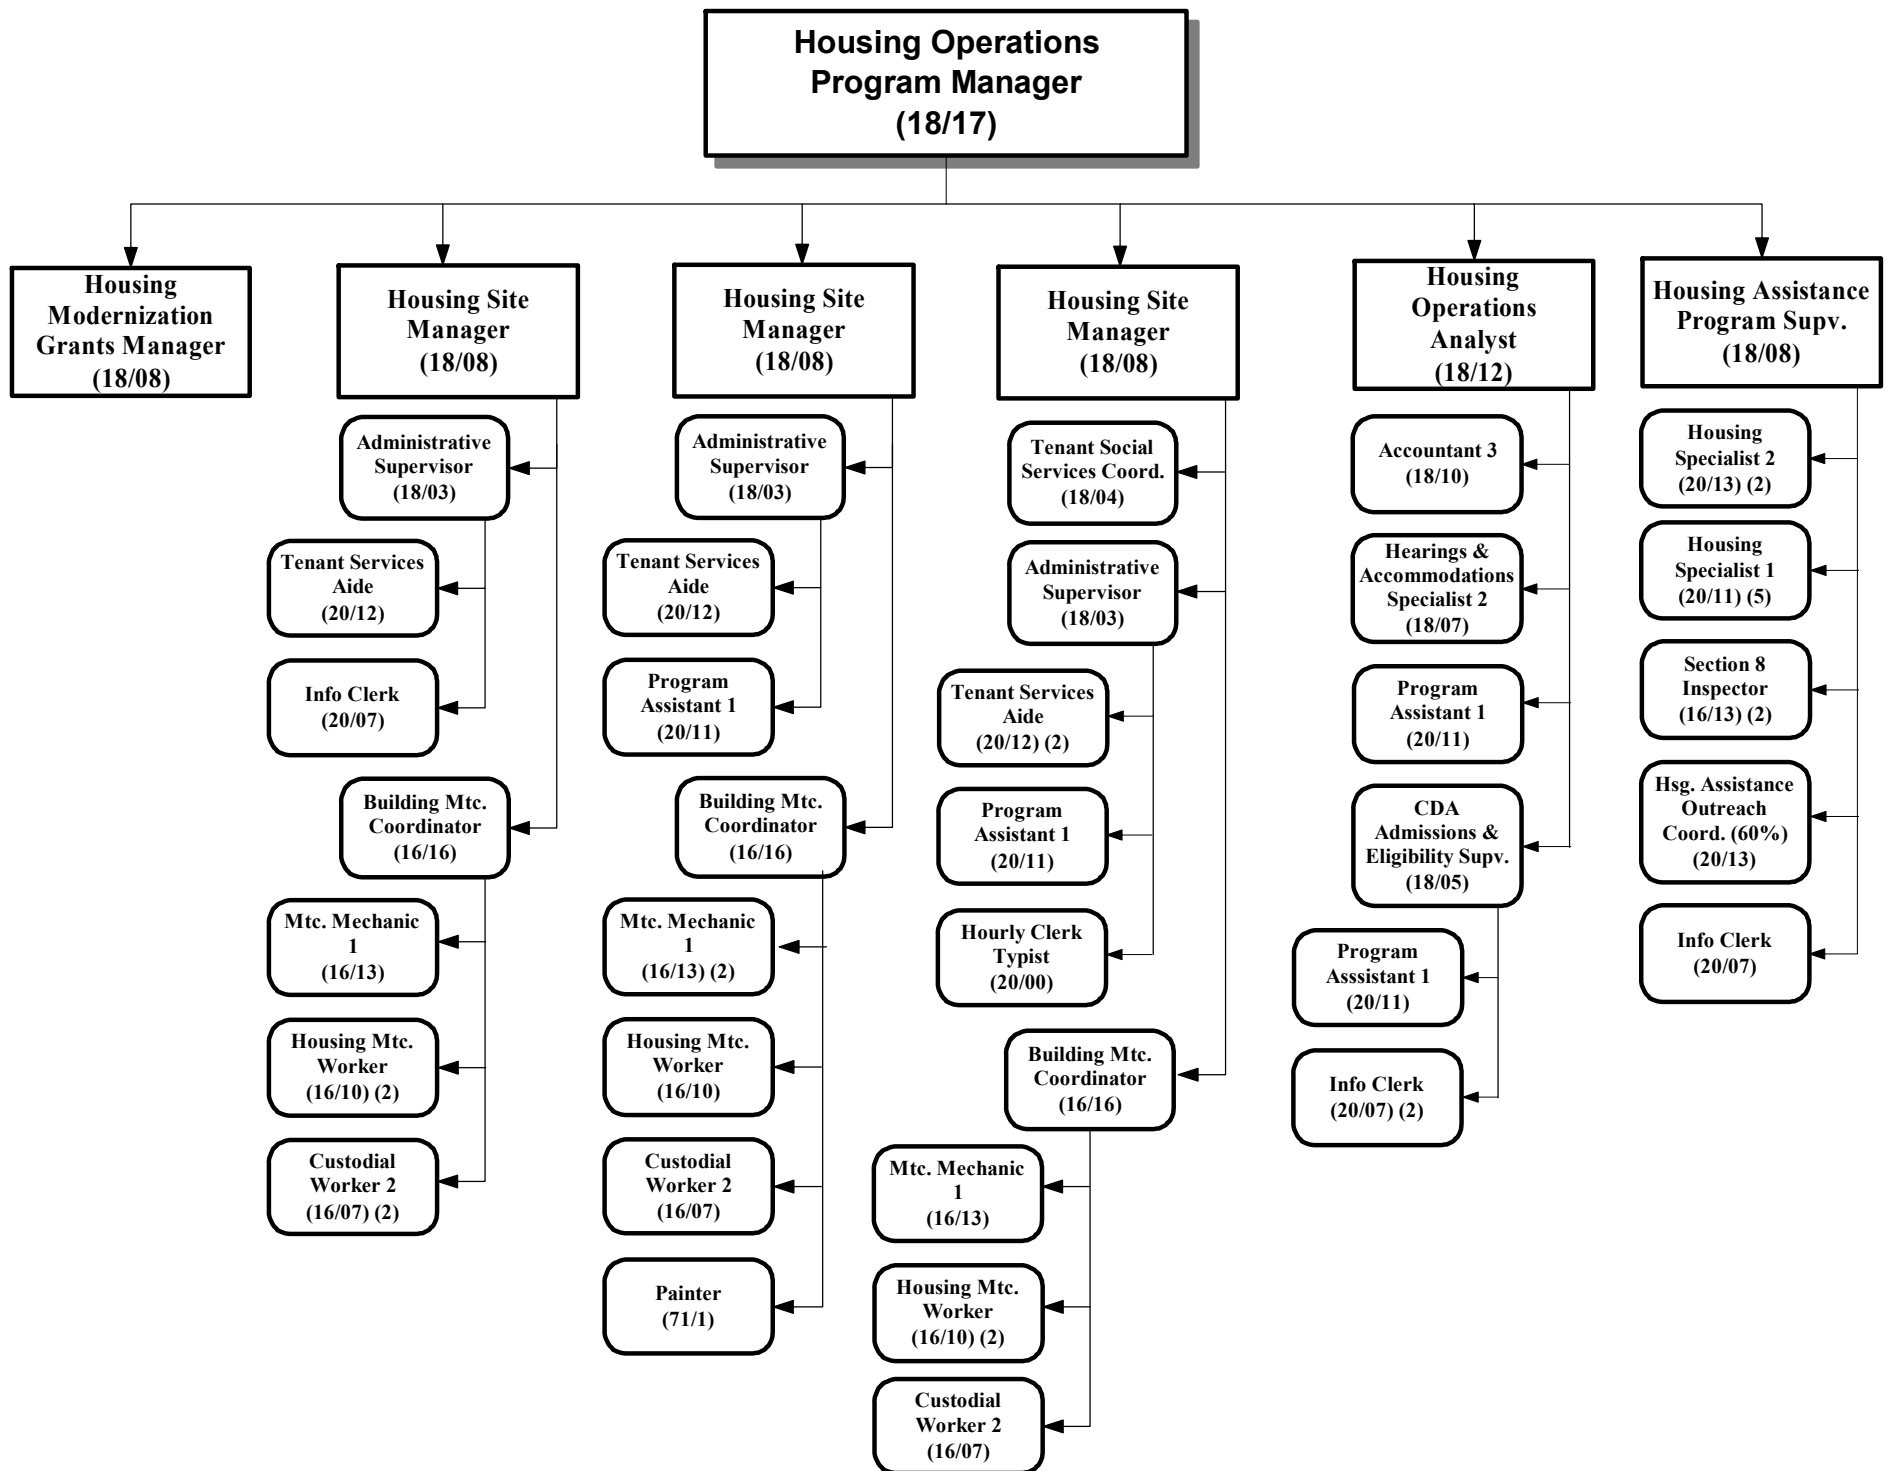 Housing Operations
Program Manager
(18/17)
Housing
Modernization
Grants Manager
(18/08)
Housing Site
Manager
(18/08)
Housing Site
Manager
(18/08)
Housing Site
Manager
(18/08)
Housing
Operations
Analyst
(18/12)
Housing Assistance
Program Supv.
(18/08)
Administrative
Supervisor
(18/03)
Tenant Services
Aide
(20/12)
Info Clerk
(20/07)
Building Mtc.
Coordinator
(16/16)
Mtc. Mechanic
1
(16/13)
Housing Mtc.
Worker
(16/10) (2)
Custodial
Worker 2
(16/07) (2)
Administrative
Supervisor
(18/03)
Tenant Services
Aide
(20/12)
Program
Assistant 1
(20/11)
Building Mtc.
Coordinator
(16/16)
Mtc. Mechanic
1
(16/13) (2)
Housing Mtc.
Worker
(16/10)
Custodial
Worker 2
(16/07)
Painter
(71/1)
Tenant Social
Services Coord.
(18/04)
Administrative
Supervisor
(18/03)
Tenant Services
Aide
(20/12) (2)
Program
Assistant 1
(20/11)
Hourly Clerk
Typist
(20/00)
Building Mtc.
Coordinator
(16/16)
Mtc. Mechanic
1
(16/13)
Housing Mtc.
Worker
(16/10) (2)
Custodial
Worker 2
(16/07)
Accountant 3
(18/10)
Hearings &
Accommodations
Specialist 2
(18/07)
Program
Assistant 1
(20/11)
CDA
Admissions &
Eligibility Supv.
(18/05)
Program
Asssistant 1
(20/11)
Info Clerk
(20/07) (2)
Housing
Specialist 2
(20/13) (2)
Housing
Specialist 1
(20/11) (5)
Section 8
Inspector
(16/13) (2)
Hsg. Assistance
Outreach
Coord. (60%)
(20/13)
Info Clerk
(20/07)